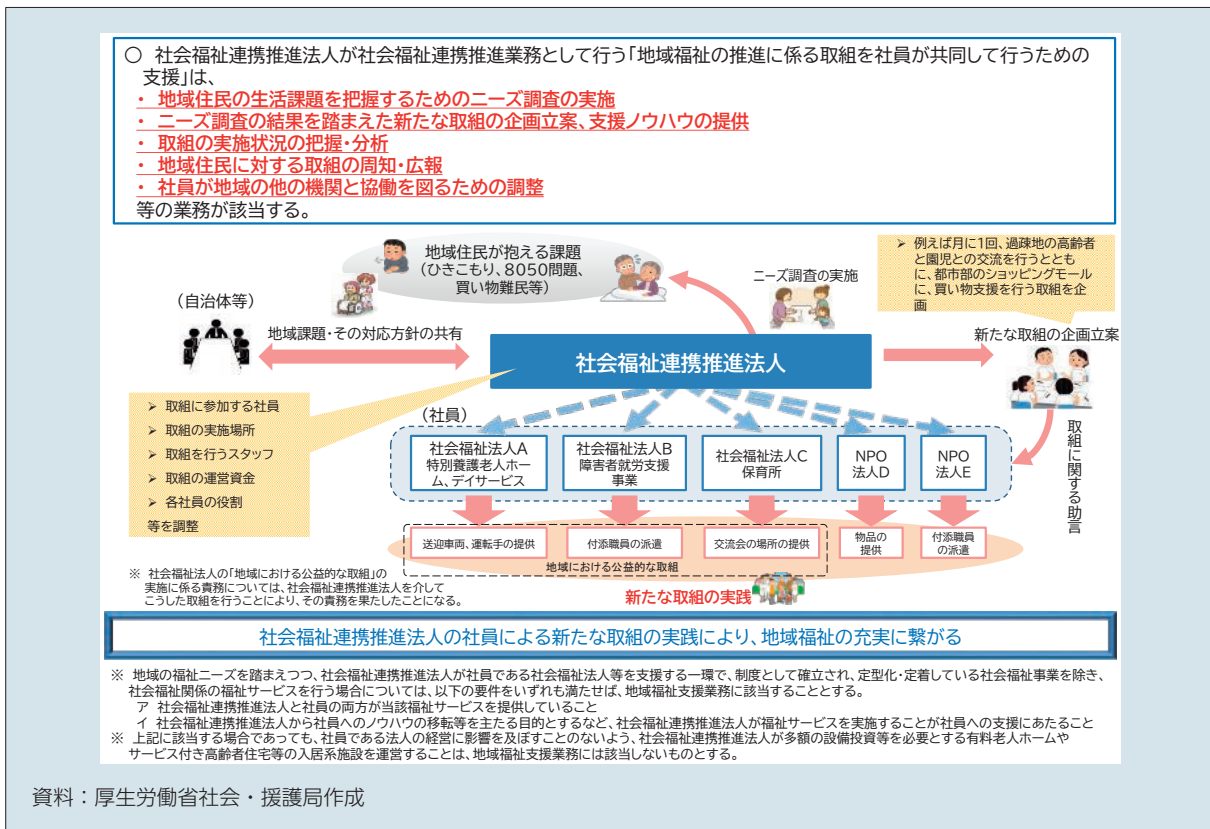 ○ 社会福祉連携推進法人が社会福祉連携推進業務として行う「地域福祉の推進に係る取組を社員が共同して行うための
支援」は、
・ 地域住民の生活課題を把握するためのニーズ調査の実施
・ ニーズ調査の結果を踏まえた新たな取組の企画立案、支援ノウハウの提供
・ 取組の実施状況の把握・分析
・ 地域住民に対する取組の周知・広報
・ 社員が地域の他の機関と協働を図るための調整
等の業務が該当する。
地域住民が抱える課題
(ひきこもり、8050問題、
買い物難民等)
ニーズ調査の実施
➢ 例えば月に1回、過疎地の高齢者
と園児との交流を行うととも
に、都市部のショッピングモール
に、買い物支援を行う取組を企
画
(自治体等)
地域課題・その対応方針の共有
社会福祉連携推進法人
新たな取組の企画立案
➢ 取組に参加する社員
➢ 取組の実施場所
➢ 取組を行うスタッフ
➢ 取組の運営資金
➢ 各社員の役割
等を調整
(社員)
社会福祉法人A
特別養護老人ホー
ム、デイサービス
社会福祉法人B
障害者就労支援
事業
社会福祉法人C
保育所
NPO
法人D
NPO
法人E
取組に関する助言
送迎車両、運転手の提供
付添職員の派遣
交流会の場所の提供
物品の
提供
付添職員
の派遣
地域における公益的な取組
※ 社会福祉法人の「地域における公益的な取組」の
実施に係る責務については、社会福祉連携推進法人を介して
こうした取組を行うことにより、その責務を果たしたことになる。
新たな取組の実践
社会福祉連携推進法人の社員による新たな取組の実践により、地域福祉の充実に繋がる
※ 地域の福祉ニーズを踏まえつつ、社会福祉連携推進法人が社員である社会福祉法人等を支援する一環で、制度として確立され、定型化・定着している社会福祉事業を除き、
社会福祉関係の福祉サービスを行う場合については、以下の要件をいずれも満たせば、地域福祉支援業務に該当することとする。
ア 社会福祉連携推進法人と社員の両方が当該福祉サービスを提供していること
イ 社会福祉連携推進法人から社員へのノウハウの移転等を主たる目的とするなど、社会福祉連携推進法人が福祉サービスを実施することが社員への支援にあたること
※ 上記に該当する場合であっても、社員である法人の経営に影響を及ぼすことのないよう、社会福祉連携推進法人が多額の設備投資等を必要とする有料老人ホームや
サービス付き高齢者住宅等の入居系施設を運営することは、地域福祉支援業務には該当しないものとする。
資料：厚生労働省社会・援護局作成